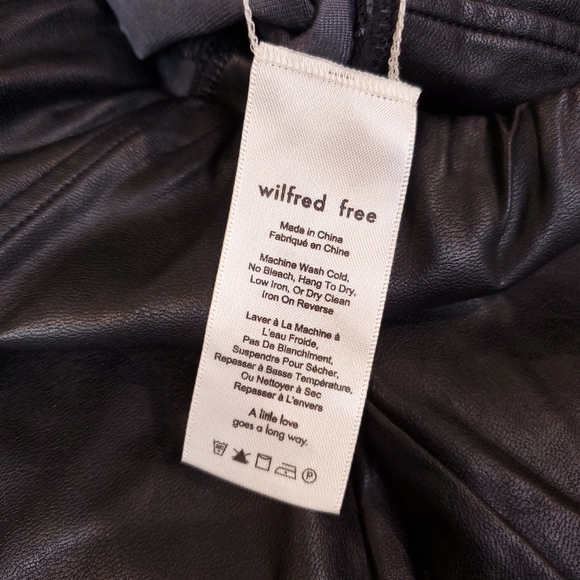 wilfred free
Made in China
Fabriqué en Chine
Machine Wash Cold,
No Bleach, Hang To Dry,
Low Iron, Or Dry Clean
Iron On Reverse
Laver à La Machine à
L'eau Froide,
Pas De Blanchiment,
Suspendre Pour Sécher,
Repasser à Basse Température,
Ou Nettoyer à Sec
Repasser à L'envers
A little love
goes a long way.
P